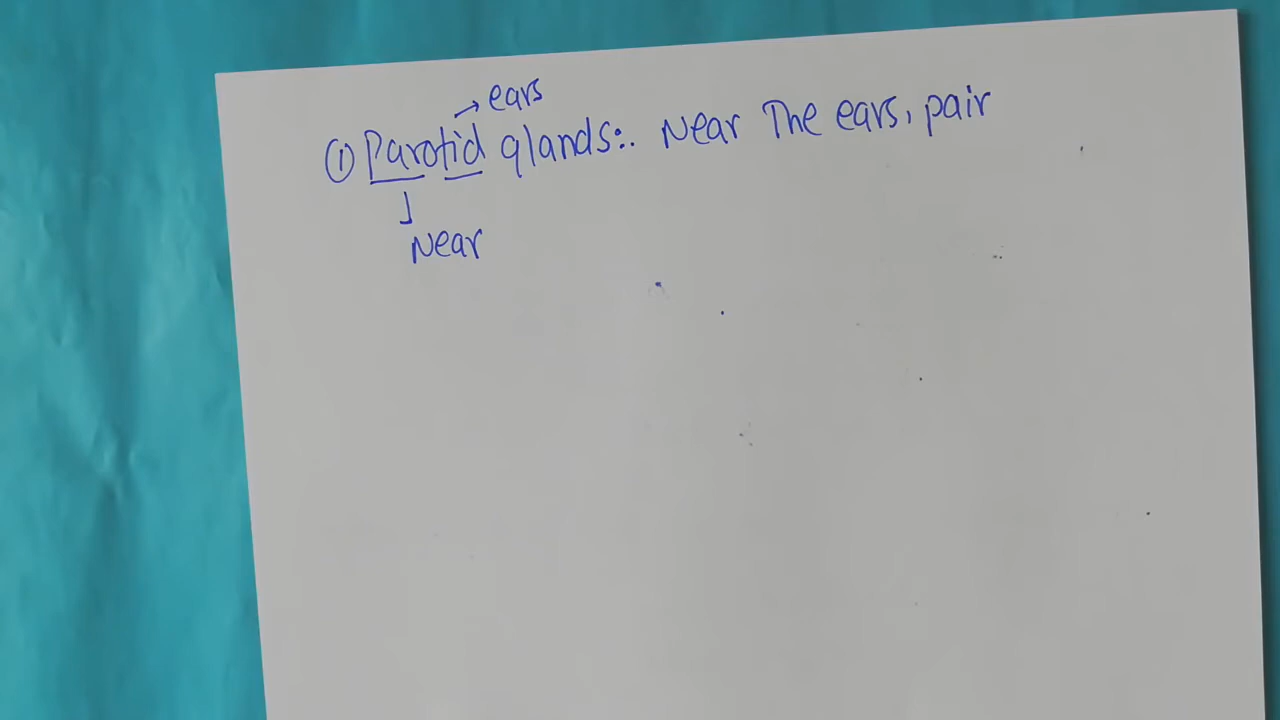 → ears
① Parotid glands:. Near The ears, pair
Near